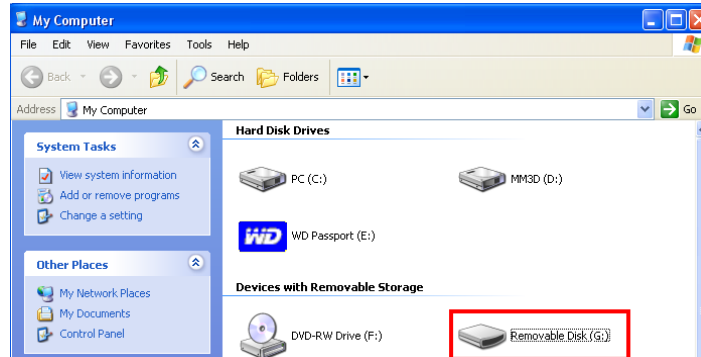 My Computer
File Edit View Favorites Tools Help
Back Search Folders
Address My Computer Go
System Tasks
View system information
Add or remove programs
Change a setting
Other Places
My Network Places
My Documents
Control Panel
Hard Disk Drives
PC (C:) MM3D (D:)
WD WD Passport (E:)
Devices with Removable Storage
DVD-RW Drive (F:) Removable Disk (G:)